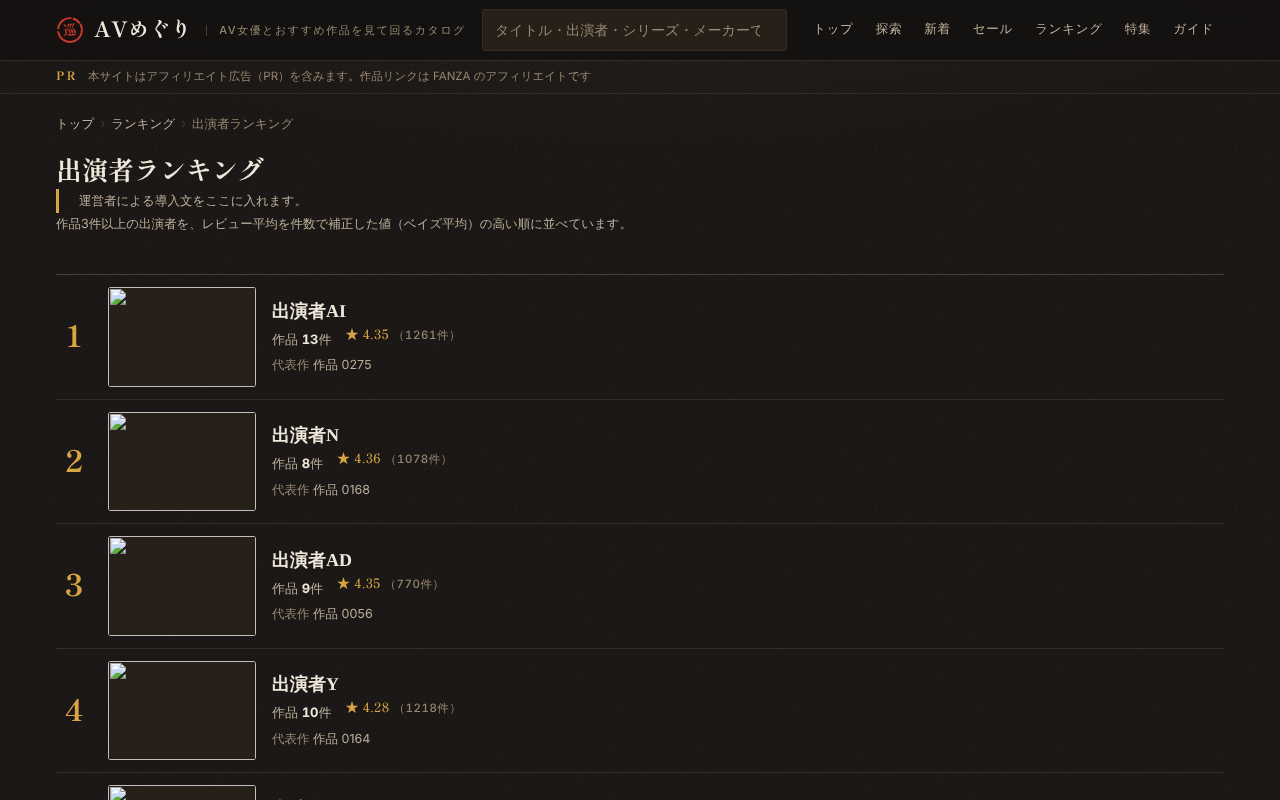 巡 AVめぐり AV女優とおすすめ作品を見て回るカタログ タイトル・出演者・シリーズ・メーカーで トップ 探索 新着 セール ランキング 特集 ガイド
PR 本サイトはアフィリエイト広告（PR）を含みます。作品リンクは FANZA のアフィリエイトです
トップ › ランキング › 出演者ランキング
出演者ランキング
運営者による導入文をここに入れます。
作品3件以上の出演者を、レビュー平均を件数で補正した値（ベイズ平均）の高い順に並べています。
1
出演者AI
作品 13件 ★ 4.35 （1261件）
代表作 作品 0275
2
出演者N
作品 8件 ★ 4.36 （1078件）
代表作 作品 0168
3
出演者AD
作品 9件 ★ 4.35 （770件）
代表作 作品 0056
4
出演者Y
作品 10件 ★ 4.28 （1218件）
代表作 作品 0164